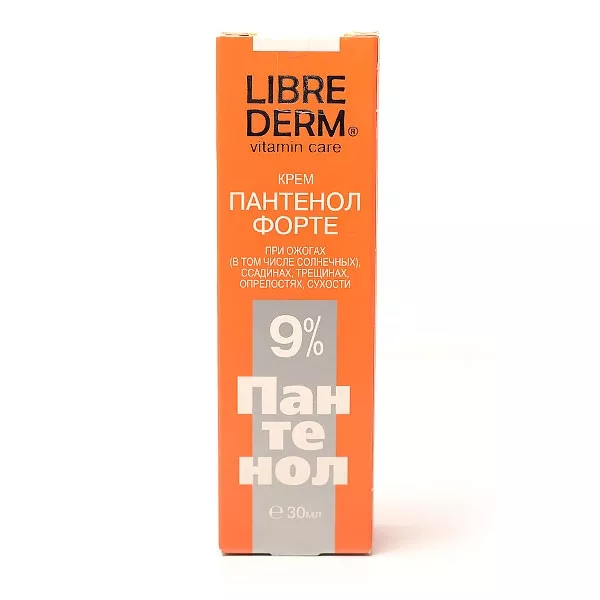 LIBRE
DERM®
vitamin care
КРЕМ
ПАНТЕНОЛ
ФОРТЕ
ПРИ ОЖОГАХ
(В ТОМ ЧИСЛЕ СОЛНЕЧНЫХ),
ССАДИНАХ, ТРЕЩИНАХ,
ОПРЕЛОСТЯХ, СУХОСТИ
9%
Пан
те
нол
℮ 30мл